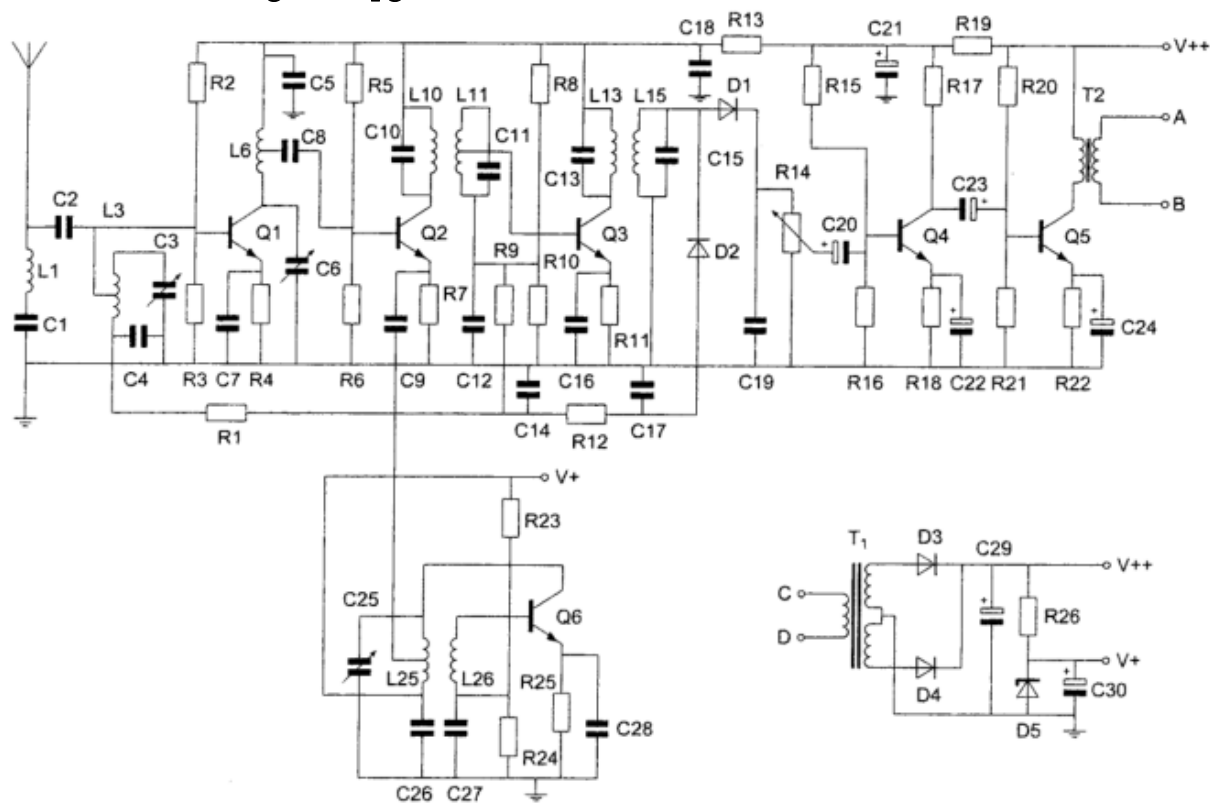 C18 R13 C21 R19
V++
R2 C5 R5 L10 L11 R8 L13 L15 D1 R15 R17 R20 T2
C8 C10 C11 A
L6 C13 C15 R14
C2 L3 C23
C20 B
C3 Q1 Q2 R9 Q3 D2 Q4 Q5
C6 R10
L1 R7
C1 R11 C24
C4 R3 C7 R4 R6 C9 C12 C16 C19 R16 R18 C22 R21 R22
R1 C14 R12 C17
V+
R23
T1 D3 C29
V++
C25 Q6 C
R26
D
L25 L26 R25 V+
D4 C30
C28
R24 D5
C26 C27